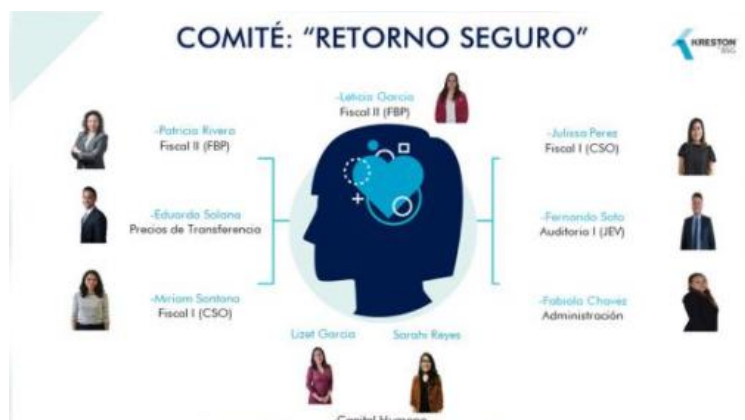 COMITÉ: “RETORNO SEGURO”
KRESTON
BSG
-Leticia Garcia
Fiscal II (FBP)
-Patricia Rivera
Fiscal II (FBP)
-Eduardo Solana
Precios de Transferencia
-Miriam Santana
Fiscal I (CSO)
-Julissa Perez
Fiscal I (CSO)
-Fernando Soto
Auditoria I (JEV)
-Fabiola Chavez
Administración
Lizet Garcia
Sarahi Reyes
Capital Humano